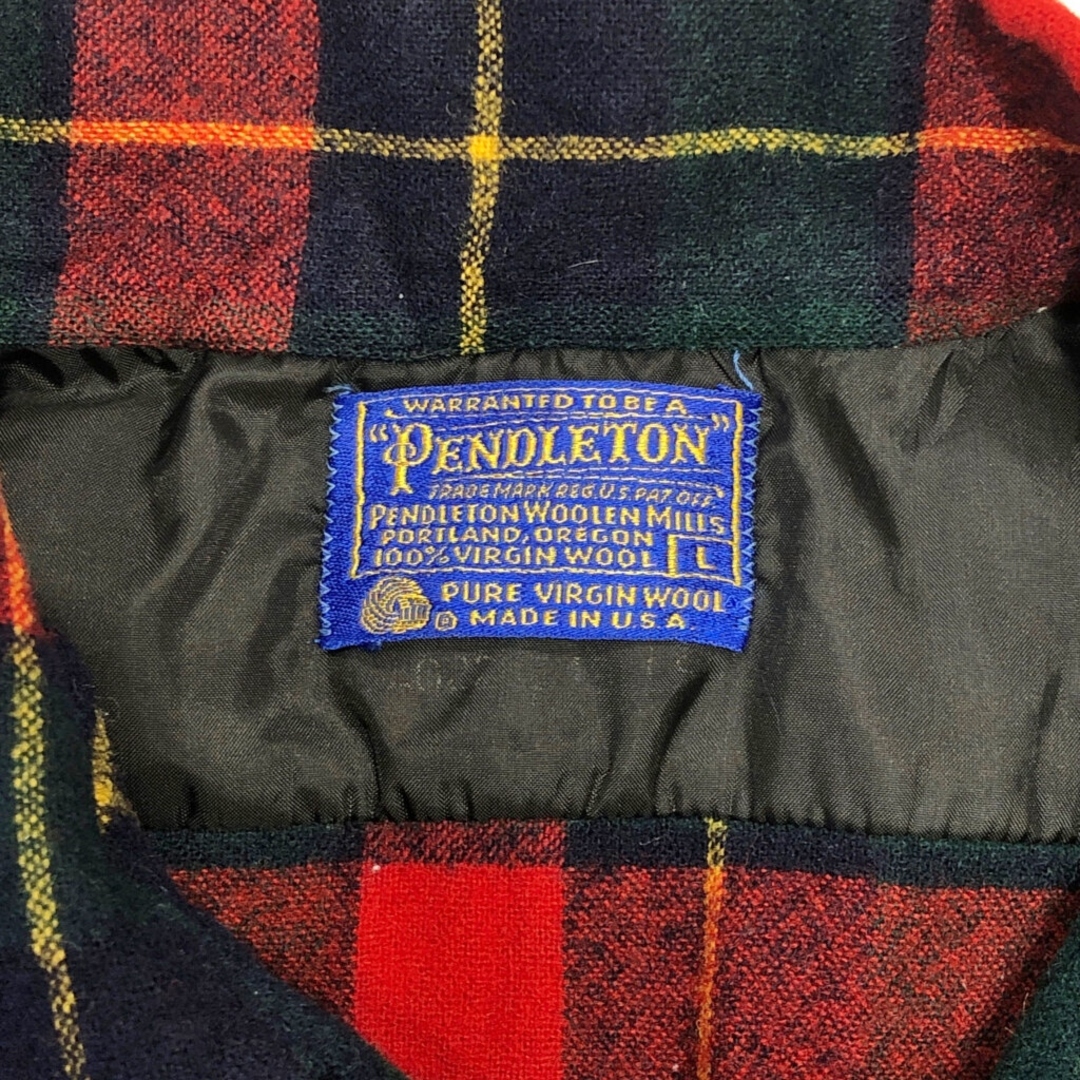 WARRANTED TO BE A
"PENDLETON"
TRADE MARK REG. U.S. PAT. OFF.
PENDLETON WOOLEN MILLS
PORTLAND, OREGON
100% VIRGIN WOOL L
PURE VIRGIN WOOL
® MADE IN U.S.A.